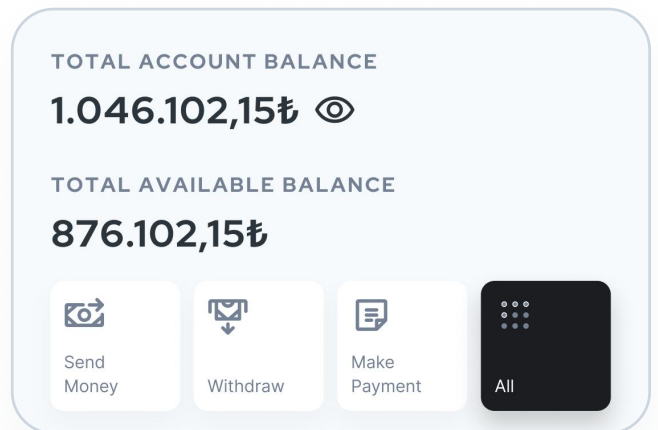 TOTAL ACCOUNT BALANCE
1.046.102,15₺
TOTAL AVAILABLE BALANCE
876.102,15₺
Send
Money
Withdraw
Make
Payment
All